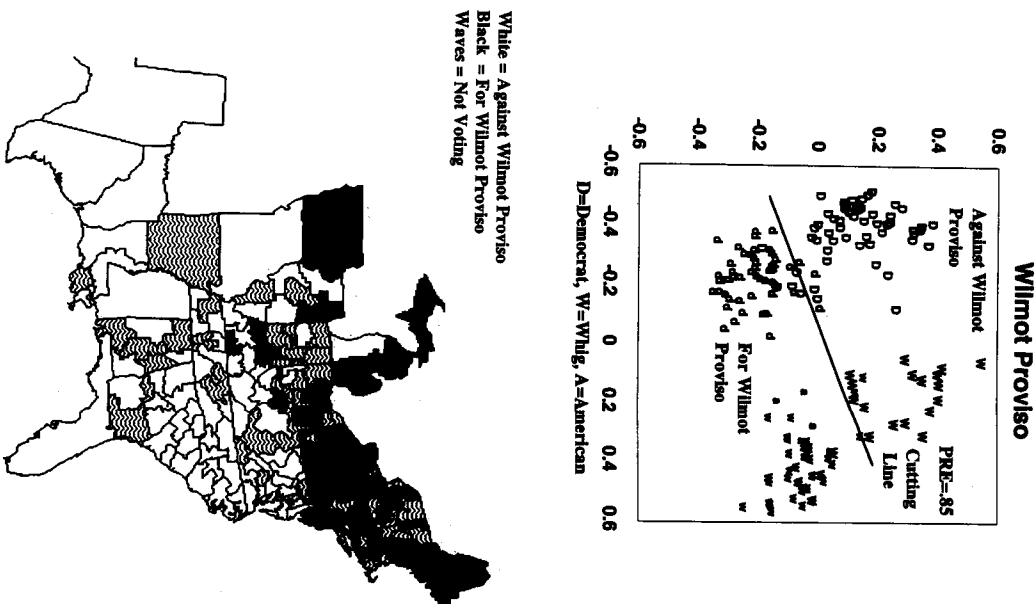 Wilmot Proviso
0.6
0.4
0.2
0
-0.2
-0.4
-0.6
-0.6
-0.4
-0.2
0
0.2
0.4
0.6
Against Wilmot
Proviso
PRE=.85
Cutting
Line
For Wilmot
Proviso
D=Democrat, W=Whig, A=American
White = Against Wilmot Proviso
Black = For Wilmot Proviso
Waves = Not Voting